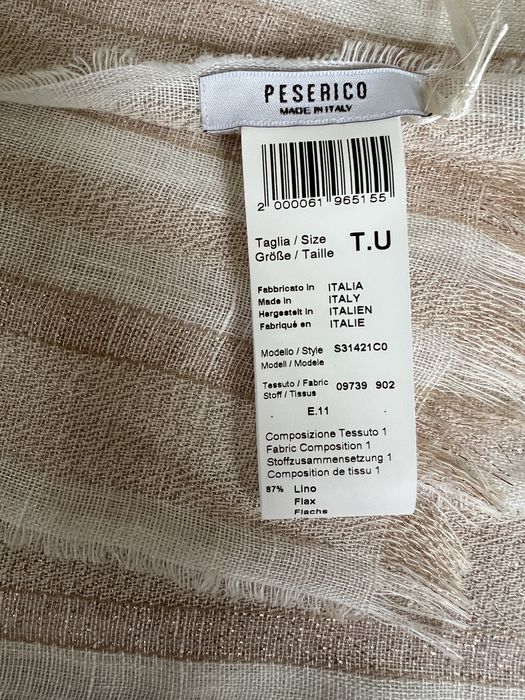 PESERICO
MADE IN ITALY
2 000061 965155
Taglia / Size T.U
Größe / Taille
Fabbricato in ITALIA
Made in ITALY
Hergestellt in ITALIEN
Fabriqué en ITALIE
Modello / Style S31421C0
Modell / Modele
Tessuto / Fabric 09739 902
Stoff / Tissus
E.11
Composizione Tessuto 1
Fabric Composition 1
Stoffzusammensetzung 1
Composition de tissu 1
87% Lino
Flax
Flachs